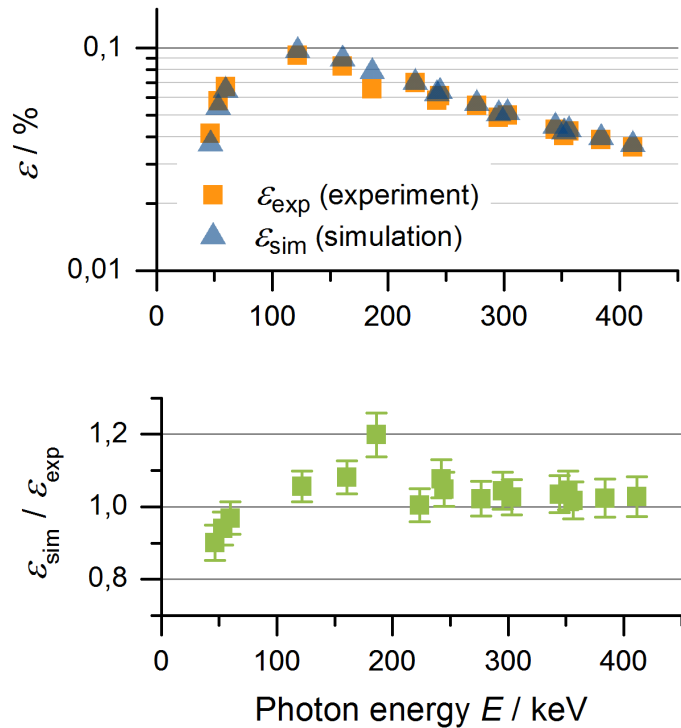 0,1
ε / %
ε_exp (experiment)
ε_sim (simulation)
0,01
0 100 200 300 400
1,2
ε_sim / ε_exp
1,0
0,8
0 100 200 300 400
Photon energy E / keV